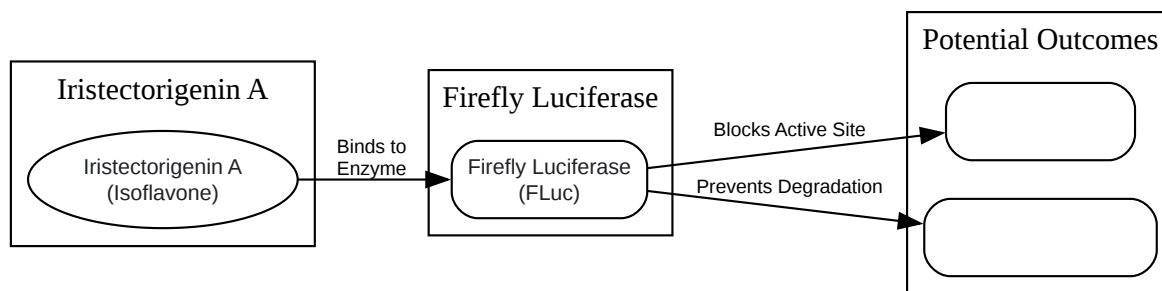 Iristectorigenin A
Iristectorigenin A
(Isoflavone)
Binds to
Enzyme
Firefly Luciferase
Firefly Luciferase
(FLuc)
Blocks Active Site
Prevents Degradation
Potential Outcomes